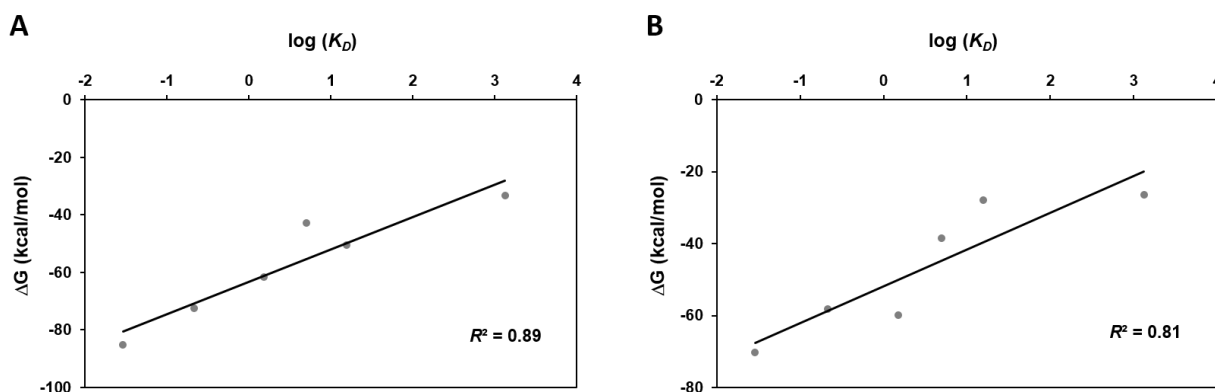 A
log (K_D)
-2 -1 0 1 2 3 4
0
-20
-40
-60
-80
-100
ΔG (kcal/mol)
R² = 0.89
B
log (K_D)
-2 -1 0 1 2 3 4
0
-20
-40
-60
-80
ΔG (kcal/mol)
R² = 0.81